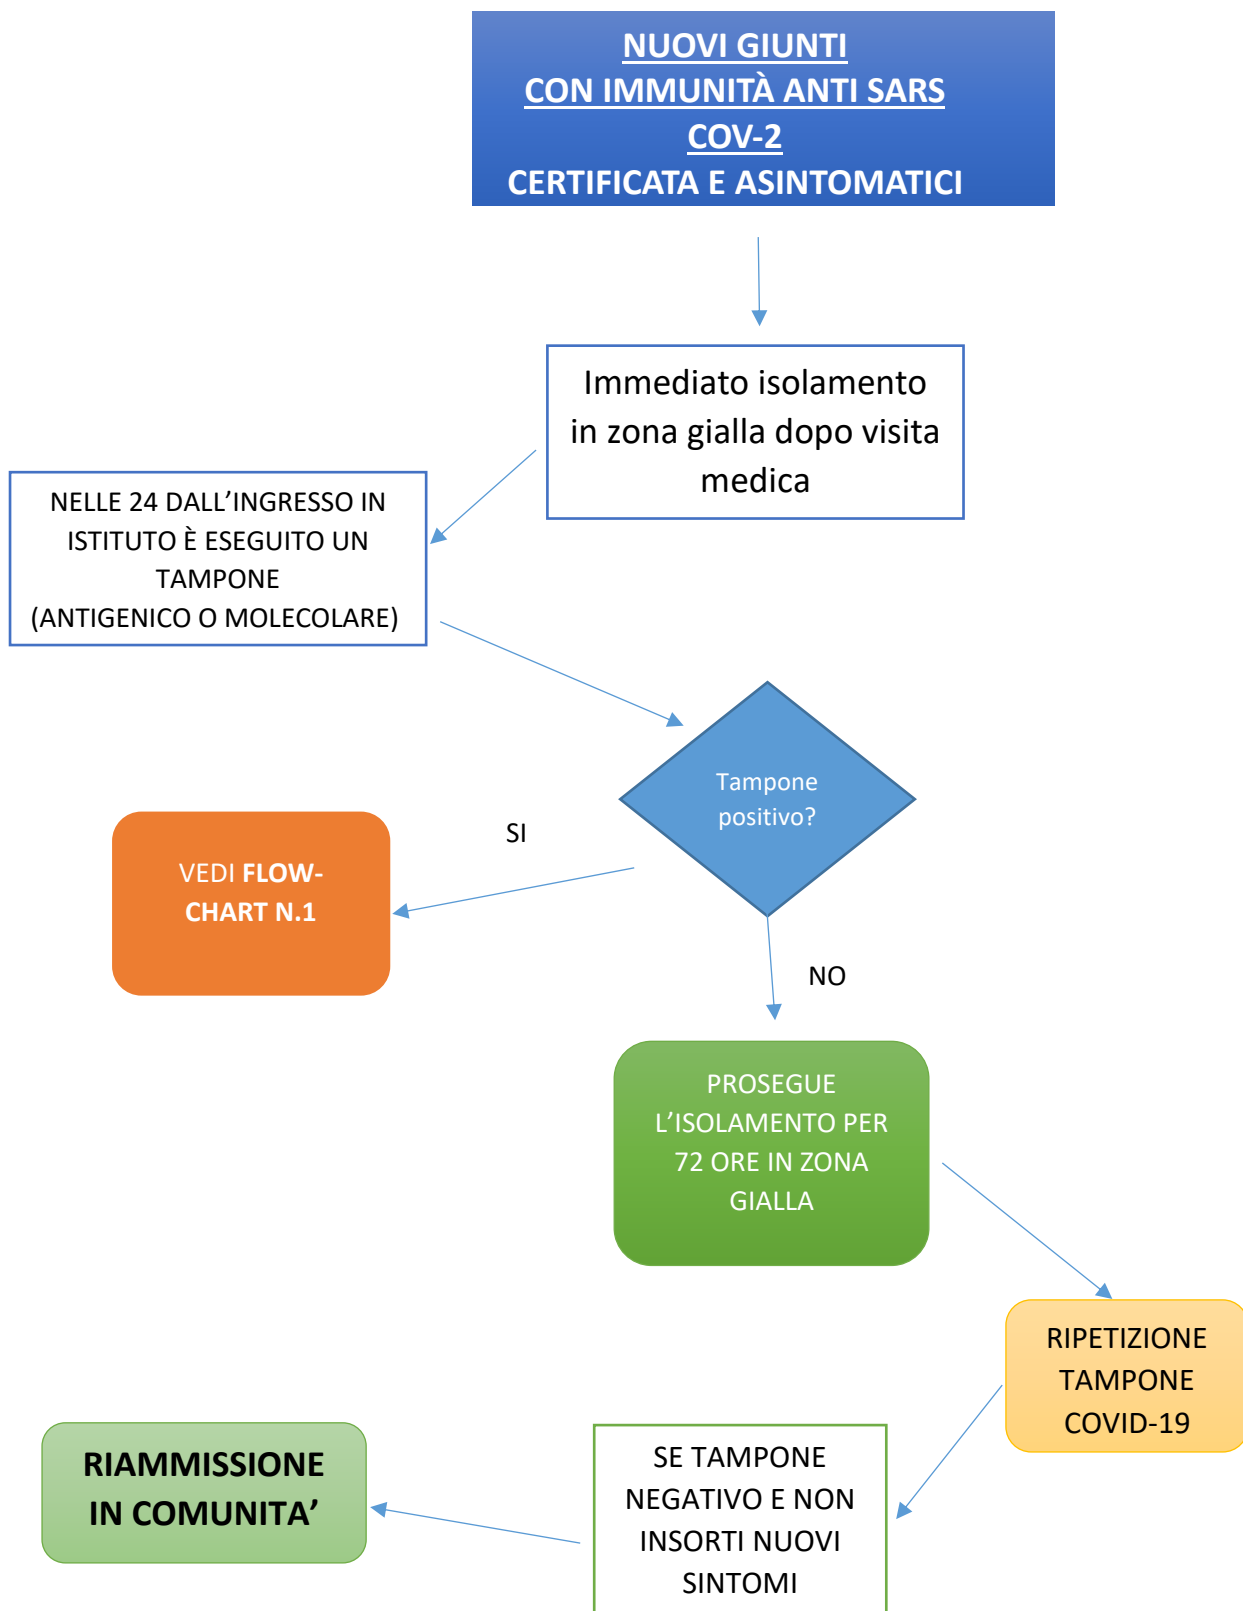 NUOVI GIUNTI
CON IMMUNITÀ ANTI SARS
COV-2
CERTIFICATA E ASINTOMATICI
Immediato isolamento
in zona gialla dopo visita
medica
NELLE 24 DALL’INGRESSO IN
ISTITUTO È ESEGUITO UN
TAMPONE
(ANTIGENICO O MOLECOLARE)
Tampone
positivo?
SI
VEDI FLOW-
CHART N.1
NO
PROSEGUE
L’ISOLAMENTO PER
72 ORE IN ZONA
GIALLA
RIPETIZIONE
TAMPONE
COVID-19
SE TAMPONE
NEGATIVO E NON
INSORTI NUOVI
SINTOMI
RIAMMISSIONE
IN COMUNITA’